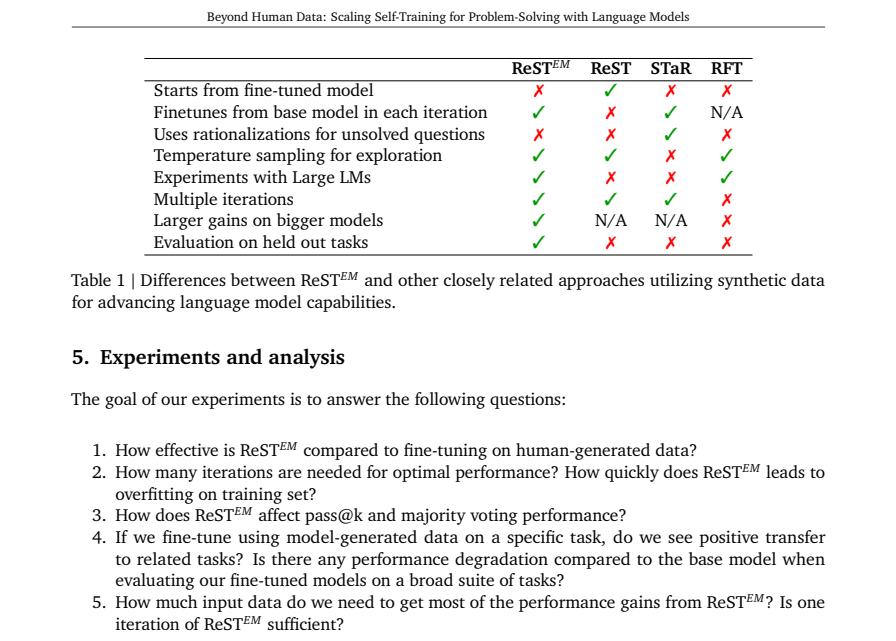 Beyond Human Data: Scaling Self-Training for Problem-Solving with Language Models
ReST^EM ReST STaR RFT
Starts from fine-tuned model ✗ ✓ ✗ ✗
Finetunes from base model in each iteration ✓ ✗ ✓ N/A
Uses rationalizations for unsolved questions ✗ ✗ ✓ ✗
Temperature sampling for exploration ✓ ✓ ✗ ✓
Experiments with Large LMs ✓ ✗ ✗ ✓
Multiple iterations ✓ ✓ ✓ ✗
Larger gains on bigger models ✓ N/A N/A ✗
Evaluation on held out tasks ✓ ✗ ✗ ✗
Table 1 | Differences between ReST^EM and other closely related approaches utilizing synthetic data
for advancing language model capabilities.
5. Experiments and analysis
The goal of our experiments is to answer the following questions:
1. How effective is ReST^EM compared to fine-tuning on human-generated data?
2. How many iterations are needed for optimal performance? How quickly does ReST^EM leads to
overfitting on training set?
3. How does ReST^EM affect pass@k and majority voting performance?
4. If we fine-tune using model-generated data on a specific task, do we see positive transfer
to related tasks? Is there any performance degradation compared to the base model when
evaluating our fine-tuned models on a broad suite of tasks?
5. How much input data do we need to get most of the performance gains from ReST^EM? Is one
iteration of ReST^EM sufficient?